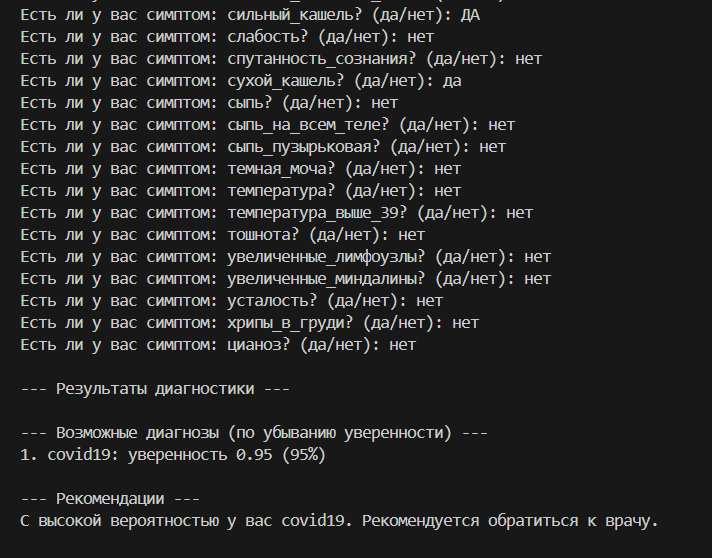 Есть ли у вас симптом: сильный_кашель? (да/нет): ДА
Есть ли у вас симптом: слабость? (да/нет): нет
Есть ли у вас симптом: спутанность_сознания? (да/нет): нет
Есть ли у вас симптом: сухой_кашель? (да/нет): да
Есть ли у вас симптом: сыпь? (да/нет): нет
Есть ли у вас симптом: сыпь_на_всем_теле? (да/нет): нет
Есть ли у вас симптом: сыпь_пузырьковая? (да/нет): нет
Есть ли у вас симптом: темная_моча? (да/нет): нет
Есть ли у вас симптом: температура? (да/нет): нет
Есть ли у вас симптом: температура_выше_39? (да/нет): нет
Есть ли у вас симптом: тошнота? (да/нет): нет
Есть ли у вас симптом: увеличенные_лимфоузлы? (да/нет): нет
Есть ли у вас симптом: увеличенные_миндалины? (да/нет): нет
Есть ли у вас симптом: усталость? (да/нет): нет
Есть ли у вас симптом: хрипы_в_груди? (да/нет): нет
Есть ли у вас симптом: цианоз? (да/нет): нет
--- Результаты диагностики ---
--- Возможные диагнозы (по убыванию уверенности) ---
1. covid19: уверенность 0.95 (95%)
--- Рекомендации ---
С высокой вероятностью у вас covid19. Рекомендуется обратиться к врачу.